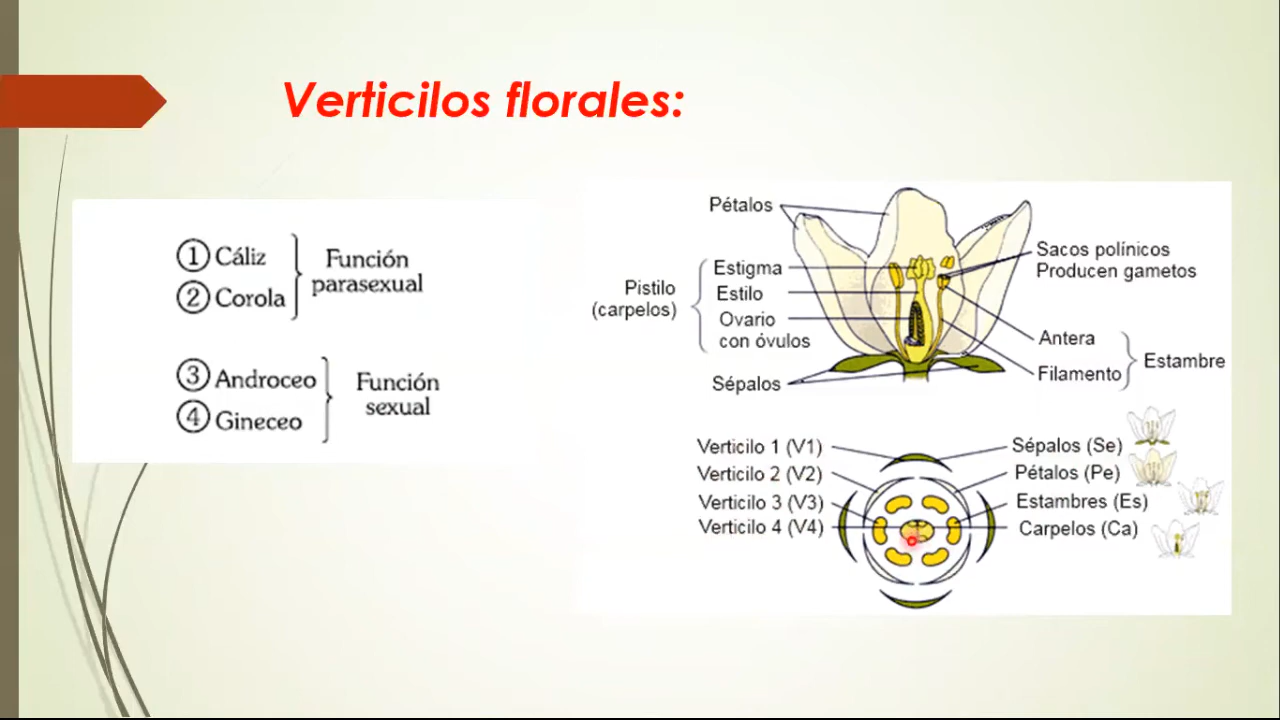 Verticilos florales:
① Cáliz
② Corola
Función
parasexual
③ Androceo
④ Gineceo
Función
sexual
Pétalos
Pistilo
(carpelos)
Estigma
Estilo
Ovario
con óvulos
Sépalos
Sacos polínicos
Producen gametos
Antera
Filamento
Estambre
Verticilo 1 (V1)
Verticilo 2 (V2)
Verticilo 3 (V3)
Verticilo 4 (V4)
Sépalos (Se)
Pétalos (Pe)
Estambres (Es)
Carpelos (Ca)